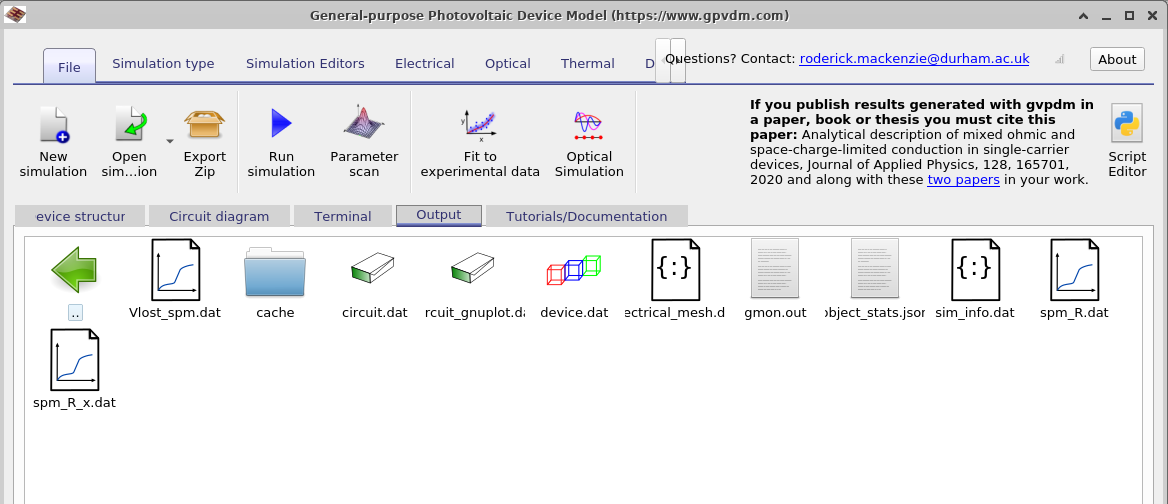 General-purpose Photovoltaic Device Model (https://www.gpvdm.com)
File Simulation type Simulation Editors Electrical Optical Thermal D
Questions? Contact: roderick.mackenzie@durham.ac.uk
About
New simulation
Open sim...ion
Export Zip
Run simulation
Parameter scan
Fit to experimental data
Optical Simulation
If you publish results generated with gvpdm in
a paper, book or thesis you must cite this
paper: Analytical description of mixed ohmic and
space-charge-limited conduction in single-carrier
devices, Journal of Applied Physics, 128, 165701,
2020 and along with these two papers in your work.
Script Editor
evice structur Circuit diagram Terminal Output Tutorials/Documentation
.. Vlost_spm.dat cache circuit.dat rcuit_gnuplot.da device.dat ectrical_mesh.d gmon.out object_stats.json sim_info.dat spm_R.dat
spm_R_x.dat